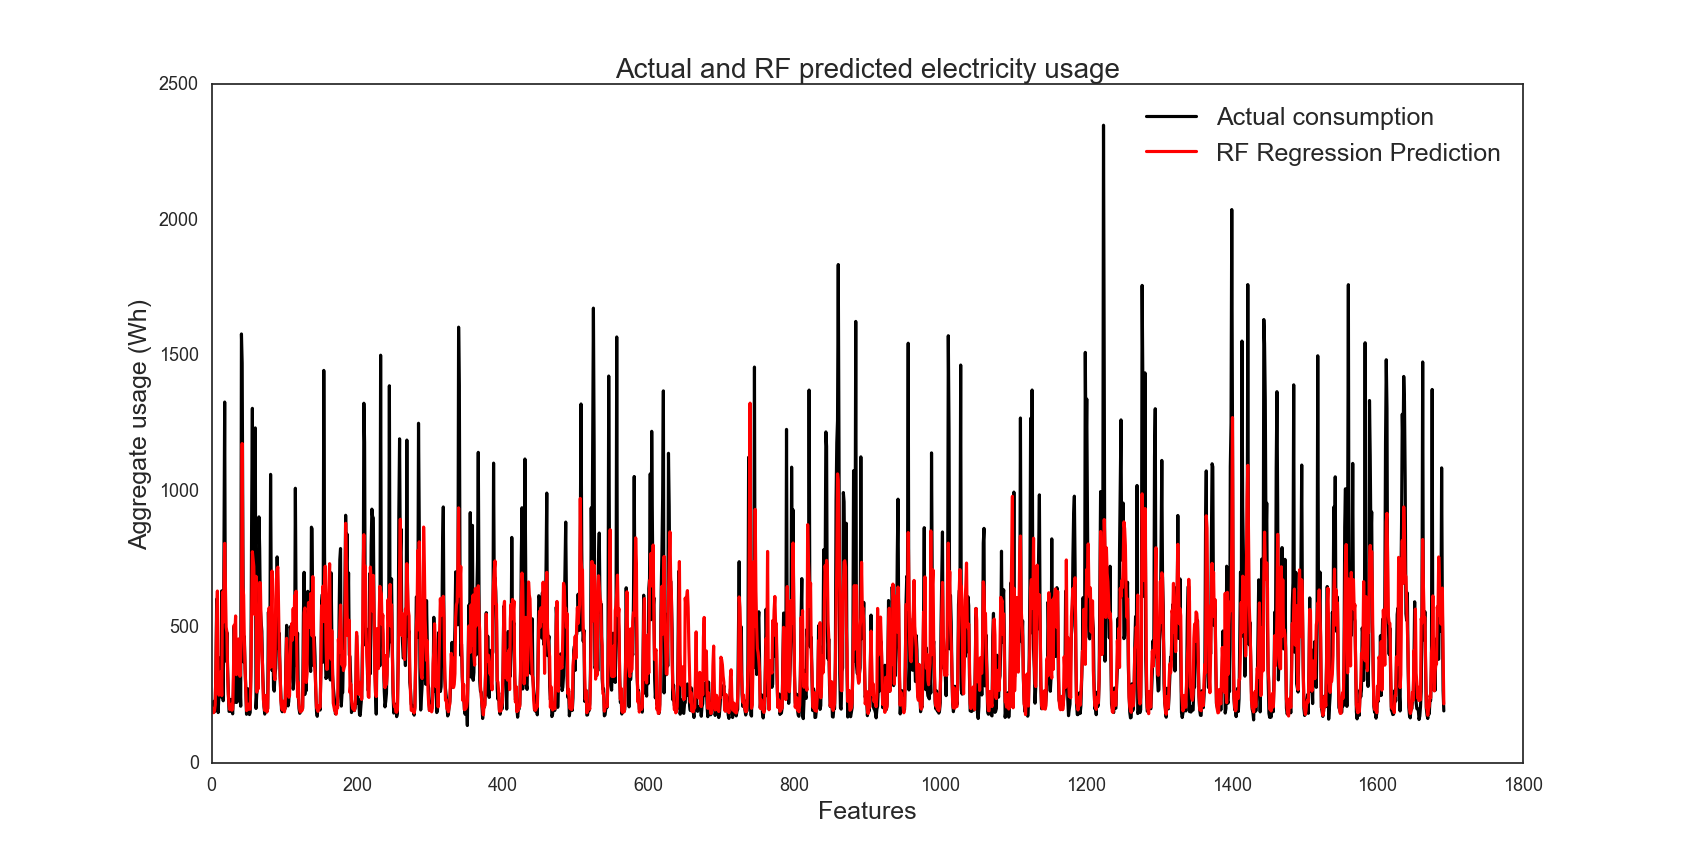 Actual and RF predicted electricity usage
2500
2000
1500
1000
500
0
Aggregate usage (Wh)
Actual consumption
RF Regression Prediction
0 200 400 600 800 1000 1200 1400 1600 1800
Features